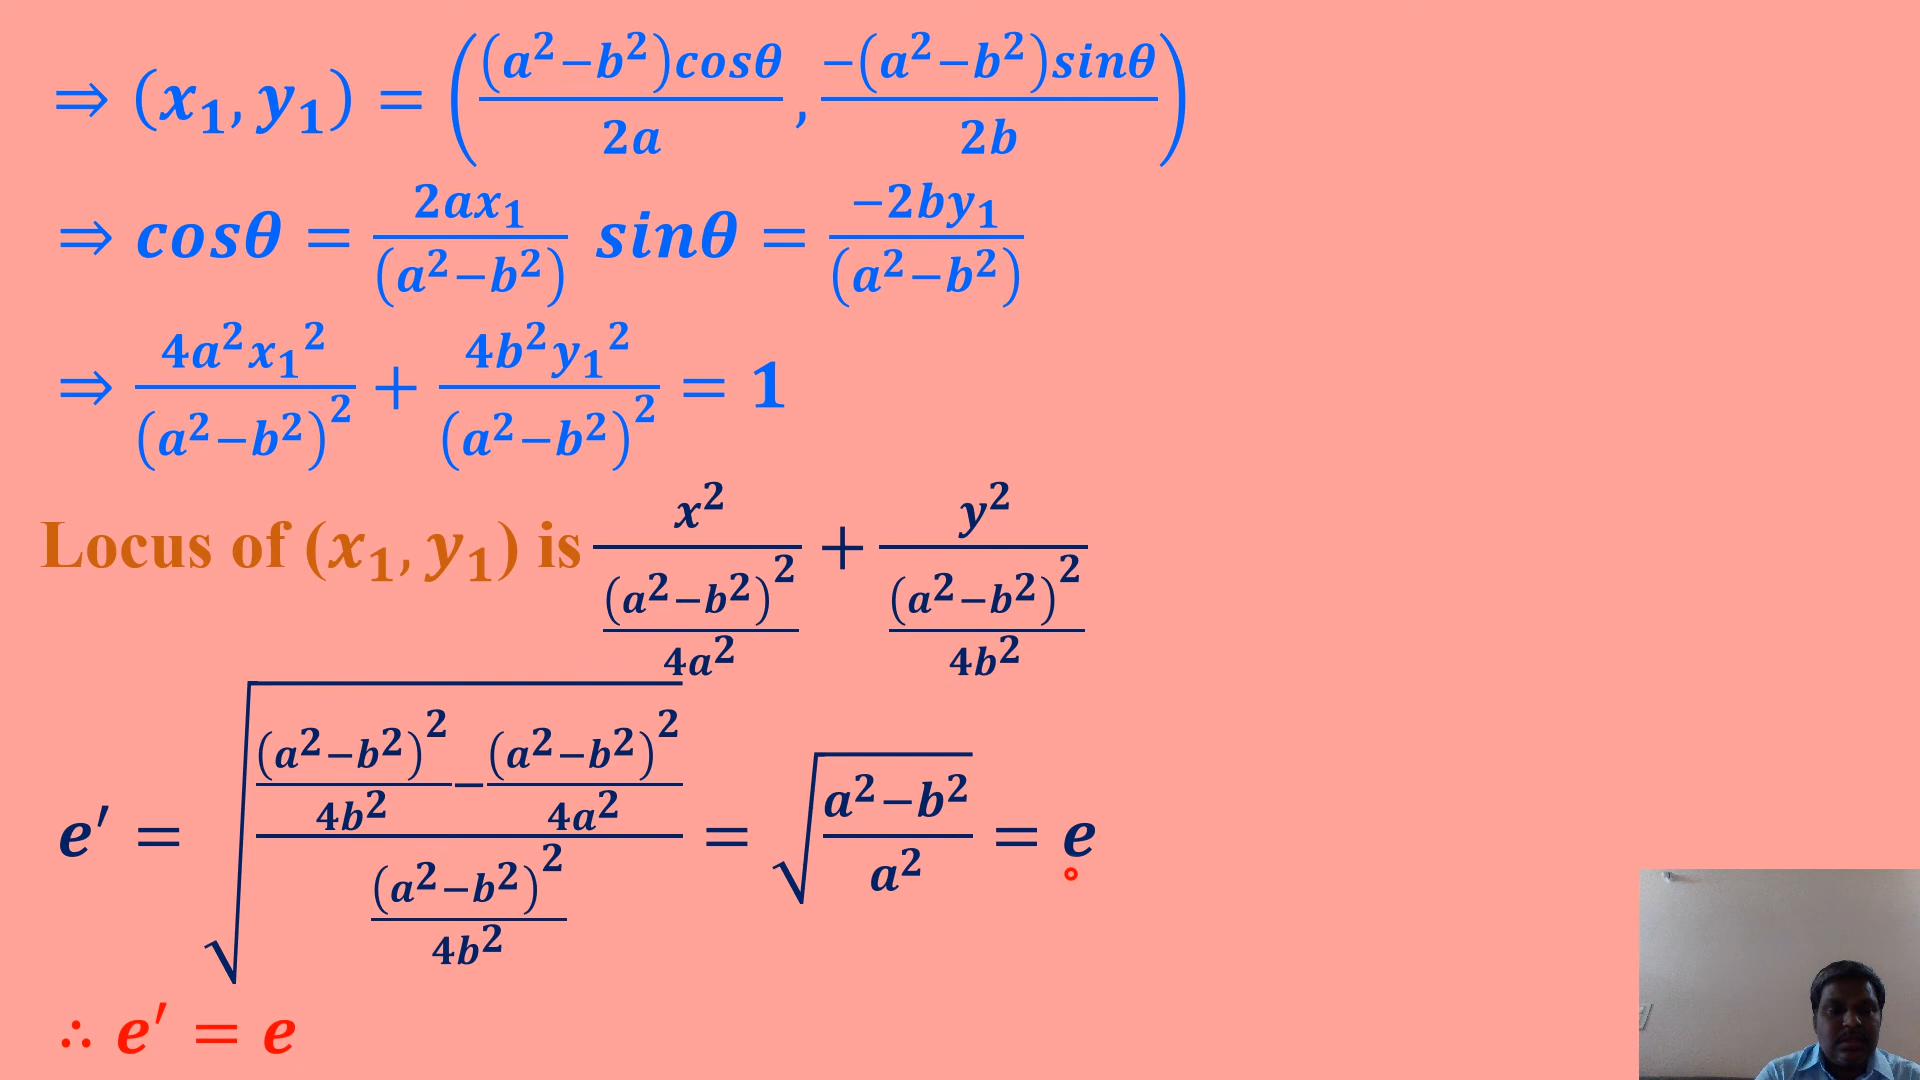 ⇒ (x₁, y₁) = ( (a²−b²)cosθ / 2a , −(a²−b²)sinθ / 2b )
⇒ cosθ = 2ax₁ / (a²−b²) sinθ = −2by₁ / (a²−b²)
⇒ 4a²x₁² / (a²−b²)² + 4b²y₁² / (a²−b²)² = 1
Locus of (x₁, y₁) is x² / ((a²−b²)² / 4a²) + y² / ((a²−b²)² / 4b²)
e′ = √( ((a²−b²)² / 4b² − (a²−b²)² / 4a²) / ((a²−b²)² / 4b²) ) = √( (a²−b²) / a² ) = e
∴ e′ = e